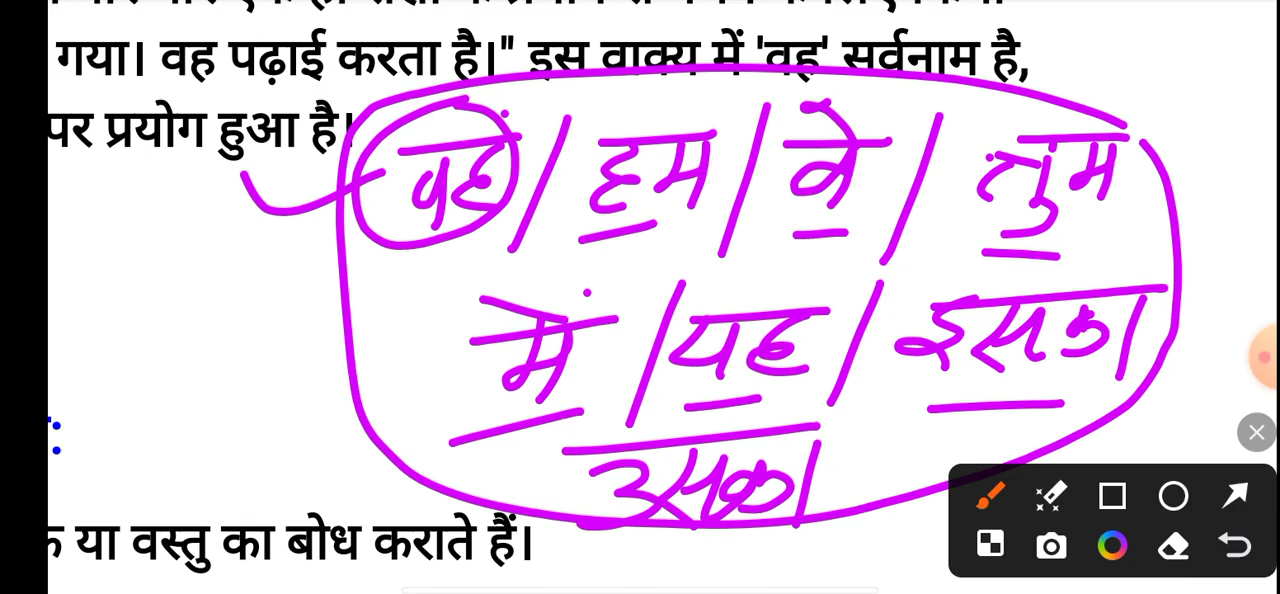 गया। वह पढ़ाई करता है।" इस वाक्य में 'वह' सर्वनाम है,
पर प्रयोग हुआ है।
वह / हम / वे / तुम
मैं / यह / इसका
उसका
या वस्तु का बोध कराते हैं।